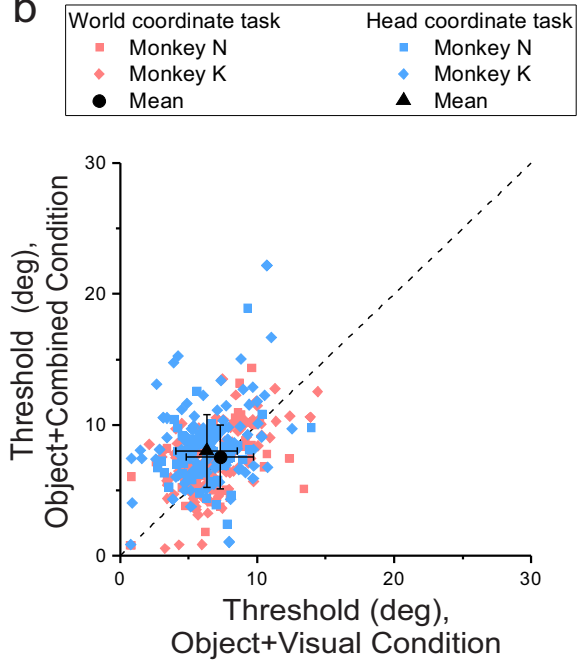 b
World coordinate task
Head coordinate task
Monkey N
Monkey N
Monkey K
Monkey K
Mean
Mean
Threshold (deg),
Object+Combined Condition
30
20
10
0
0
10
20
30
Threshold (deg),
Object+Visual Condition